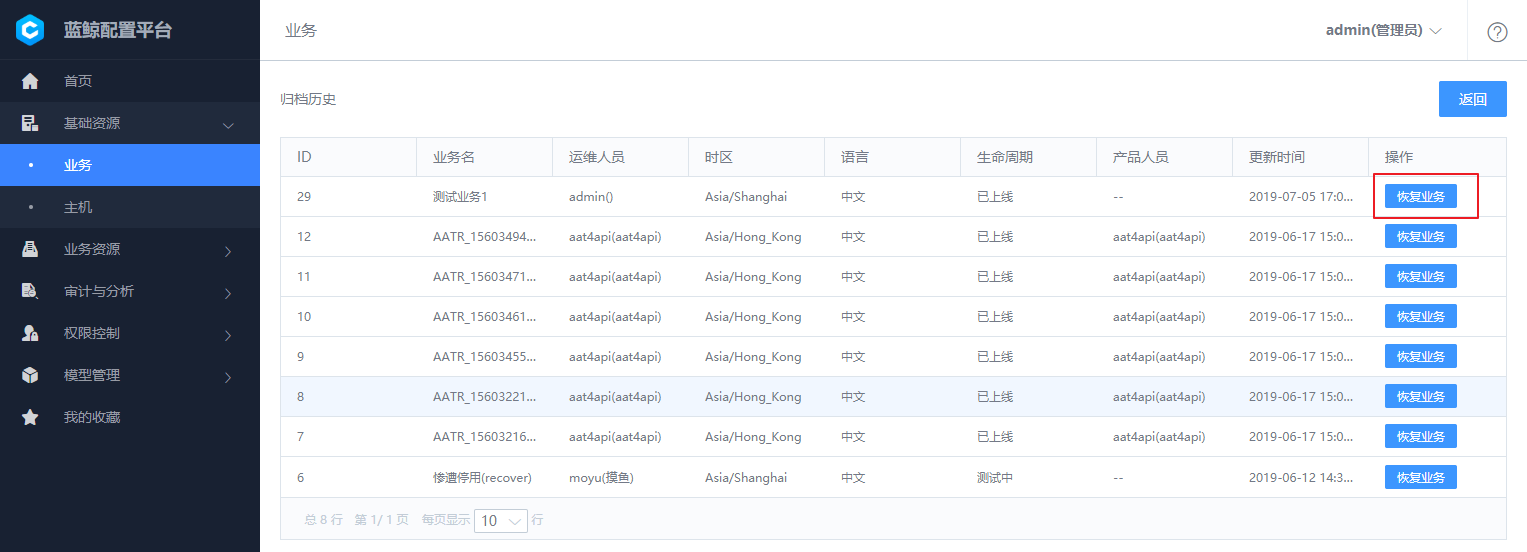 蓝鲸配置平台
首页
基础资源
业务
主机
业务资源
审计与分析
权限控制
模型管理
我的收藏
业务
admin(管理员)
归档历史
返回
ID 业务名 运维人员 时区 语言 生命周期 产品人员 更新时间 操作
29 测试业务1 admin() Asia/Shanghai 中文 已上线 -- 2019-07-05 17:0... 恢复业务
12 AATR_15603494... aat4api(aat4api) Asia/Hong_Kong 中文 已上线 aat4api(aat4api) 2019-06-17 15:0... 恢复业务
11 AATR_15603471... aat4api(aat4api) Asia/Hong_Kong 中文 已上线 aat4api(aat4api) 2019-06-17 15:0... 恢复业务
10 AATR_15603461... aat4api(aat4api) Asia/Hong_Kong 中文 已上线 aat4api(aat4api) 2019-06-17 15:0... 恢复业务
9 AATR_15603455... aat4api(aat4api) Asia/Hong_Kong 中文 已上线 aat4api(aat4api) 2019-06-17 15:0... 恢复业务
8 AATR_15603221... aat4api(aat4api) Asia/Hong_Kong 中文 已上线 aat4api(aat4api) 2019-06-17 15:0... 恢复业务
7 AATR_15603216... aat4api(aat4api) Asia/Hong_Kong 中文 已上线 aat4api(aat4api) 2019-06-17 15:0... 恢复业务
6 惨遭停用(recover) moyu(摸鱼) Asia/Shanghai 中文 测试中 -- 2019-06-12 14:3... 恢复业务
总 8 行 第 1/ 1 页 每页显示 10 行